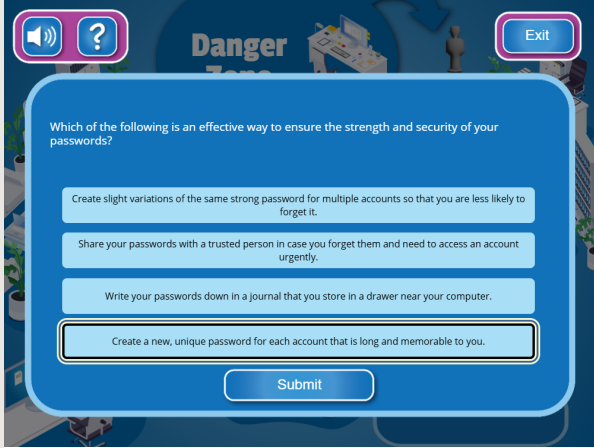 Exit
?
Danger
Zone
Which of the following is an effective way to ensure the strength and security of your
passwords?
Create slight variations of the same strong password for multiple accounts so that you are less likely to
forget it.
Share your passwords with a trusted person in case you forget them and need to access an account
urgently.
Write your passwords down in a journal that you store in a drawer near your computer.
Create a new, unique password for each account that is long and memorable to you.
Submit